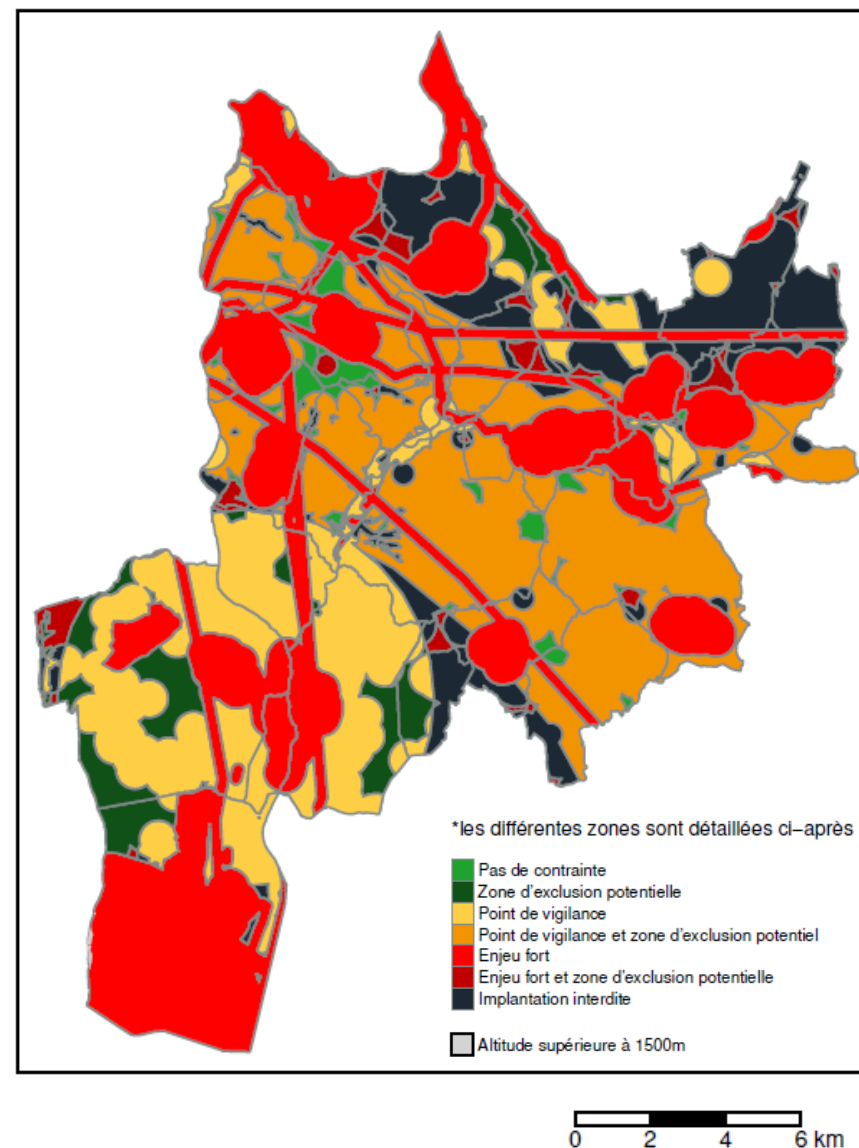 *les différentes zones sont détaillées ci–après
Pas de contrainte
Zone d'exclusion potentielle
Point de vigilance
Point de vigilance et zone d'exclusion potentiel
Enjeu fort
Enjeu fort et zone d'exclusion potentielle
Implantation interdite
Altitude supérieure à 1500m
0 2 4 6 km